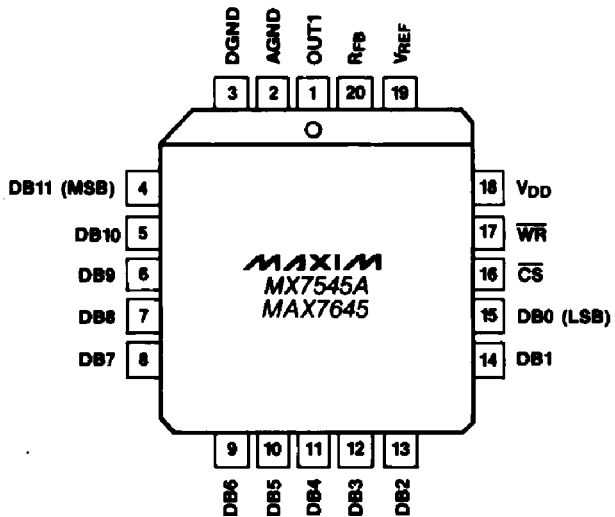 DGND AGND OUT1 RFB VREF
3 2 1 20 19
DB11 (MSB) 4
DB10 5
DB9 6
DB8 7
DB7 8
MAXIM
MX7545A
MAX7645
18 VDD
17 WR
16 CS
15 DB0 (LSB)
14 DB1
9 10 11 12 13
DB6 DB5 DB4 DB3 DB2